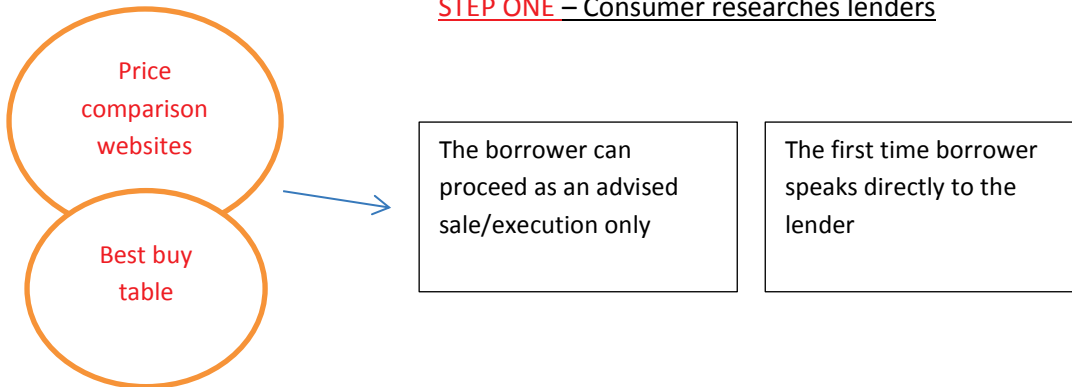 STEP ONE – Consumer researches lenders
Price
comparison
websites
Best buy
table
The borrower can
proceed as an advised
sale/execution only
The first time borrower
speaks directly to the
lender